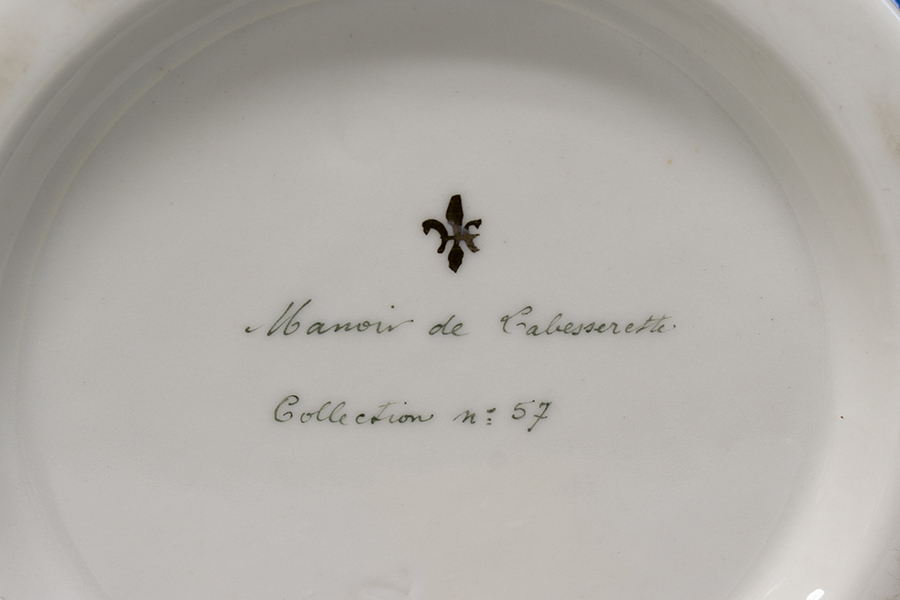 Manoir de Cabesserette.
Collection n: 57